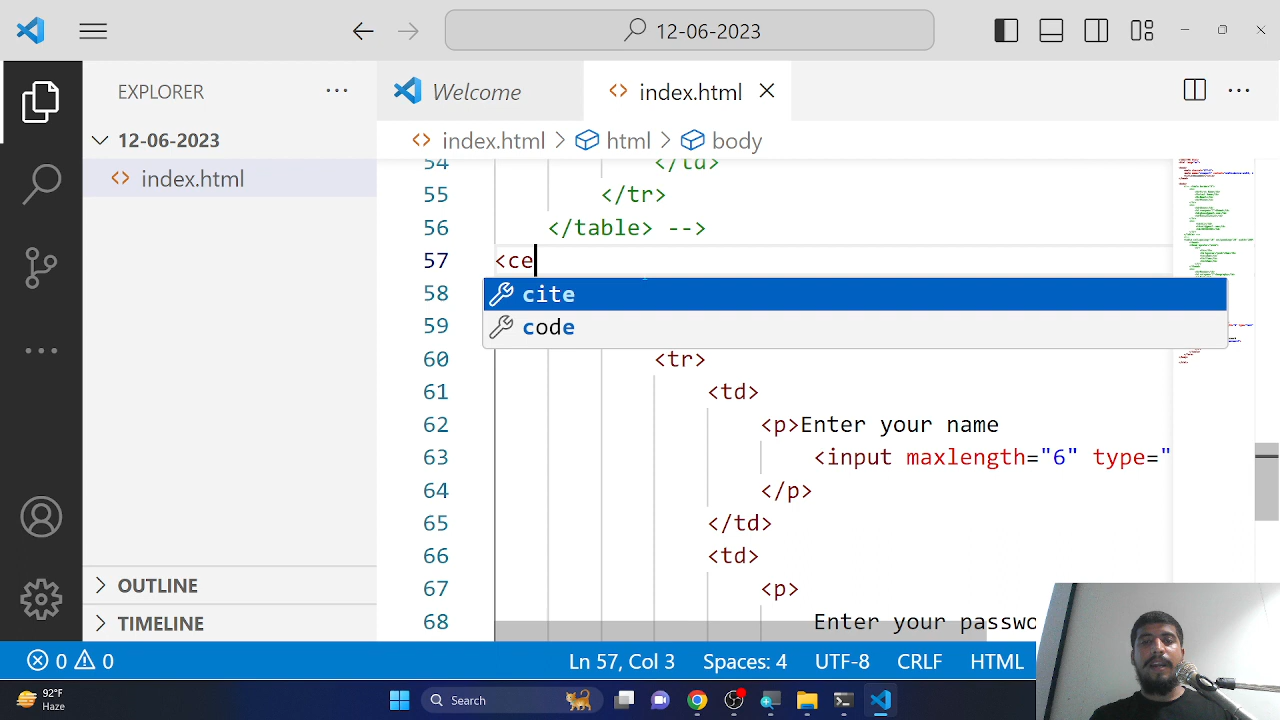 12-06-2023
EXPLORER
Welcome
index.html
12-06-2023
index.html
index.html > html > body
54 </td>
55 </tr>
56 </table> -->
57 <ce
cite
code
58
59
60 <tr>
61 <td>
62 <p>Enter your name
63 <input maxlength="6" type="
64 </p>
65 </td>
66 <td>
67 <p>
68 Enter your passwo
OUTLINE
TIMELINE
0 0
Ln 57, Col 3
Spaces: 4
UTF-8
CRLF
HTML
92°F
Haze
Search